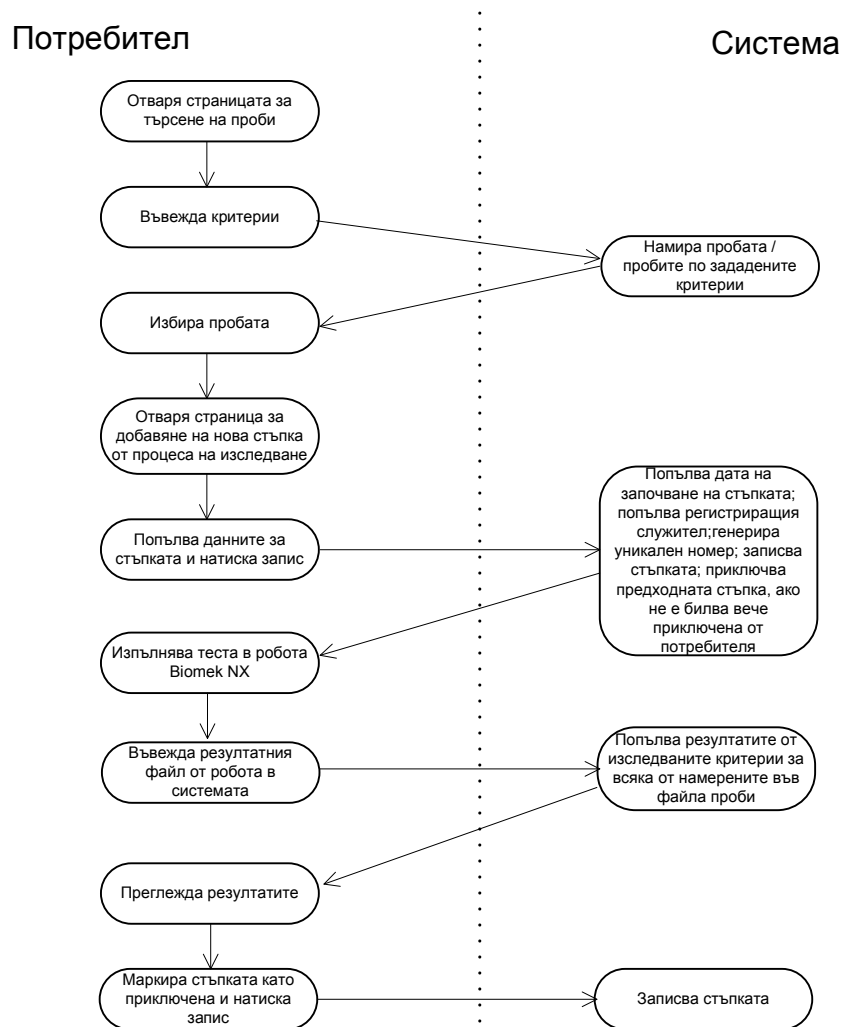 Потребител
Система
Отваря страницата за
търсене на проби
Въвежда критерии
Намира пробата /
пробите по зададените
критерии
Избира пробата
Отваря страница за
добавяне на нова стъпка
от процеса на изследване
Попълва данните за
стъпката и натиска запис
Попълва дата на
започване на стъпката;
попълва регистриращия
служител;генерира
уникален номер; записва
стъпката; приключва
предходната стъпка, ако
не е билва вече
приключена от
потребителя
Изпълнява теста в робота
Biomek NX
Въвежда резултатния
файл от робота в
системата
Попълва резултатите от
изследваните критерии за
всяка от намерените във
файла проби
Преглежда резултатите
Маркира стъпката като
приключена и натиска
запис
Записва стъпката